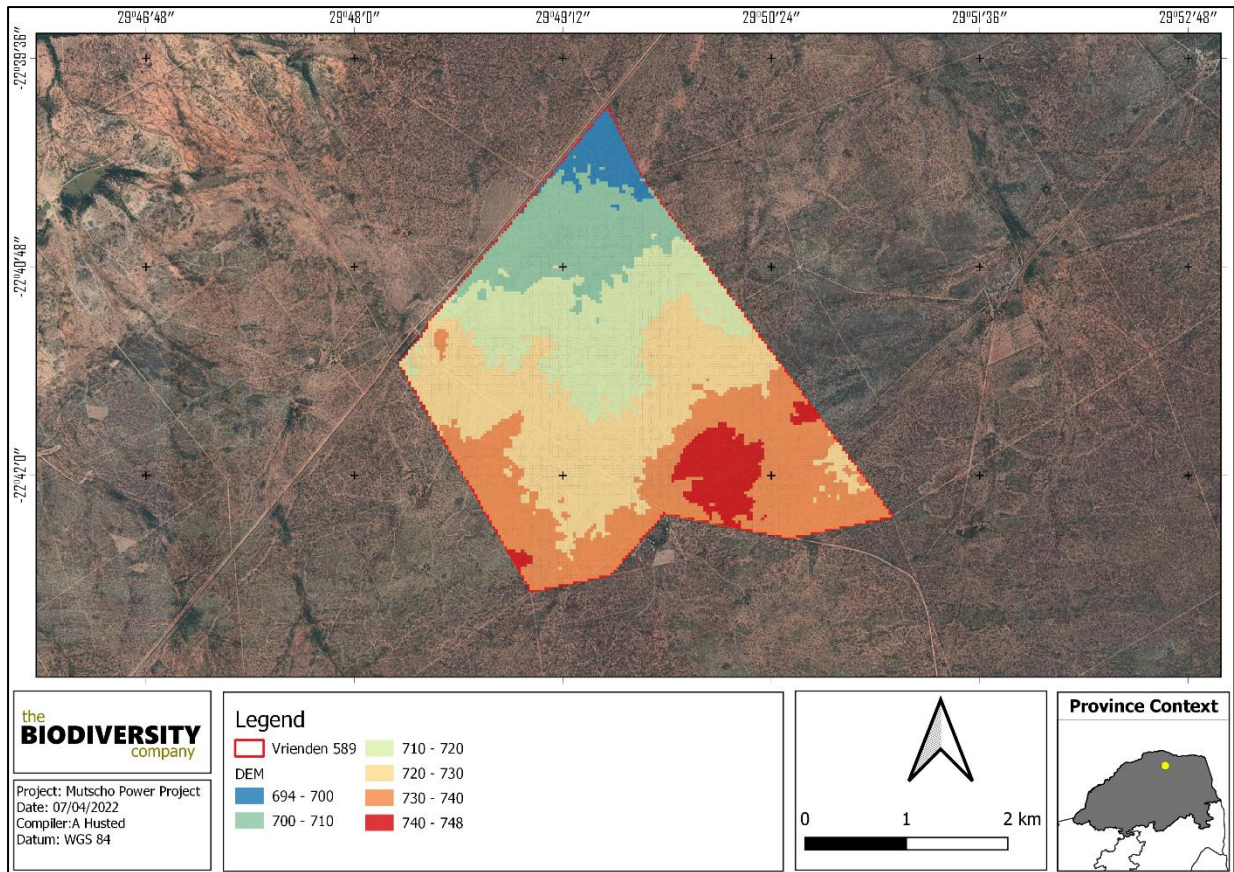 29°46'48" 29°48'0" 29°49'12" 29°50'24" 29°51'36" 29°52'48"
-22°39'36"
-22°40'48"
-22°42'0"
the
BIODIVERSITY
company
Project: Mutscho Power Project
Date: 07/04/2022
Compiler:A Husted
Datum: WGS 84
Legend
Vrienden 589
DEM
694 - 700
700 - 710
710 - 720
720 - 730
730 - 740
740 - 748
0 1 2 km
Province Context